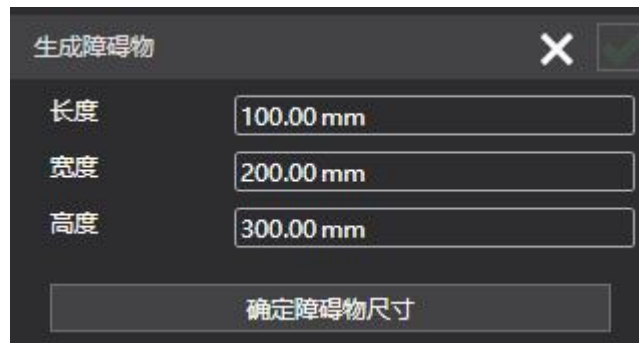 生成障碍物
长度 100.00 mm
宽度 200.00 mm
高度 300.00 mm
确定障碍物尺寸